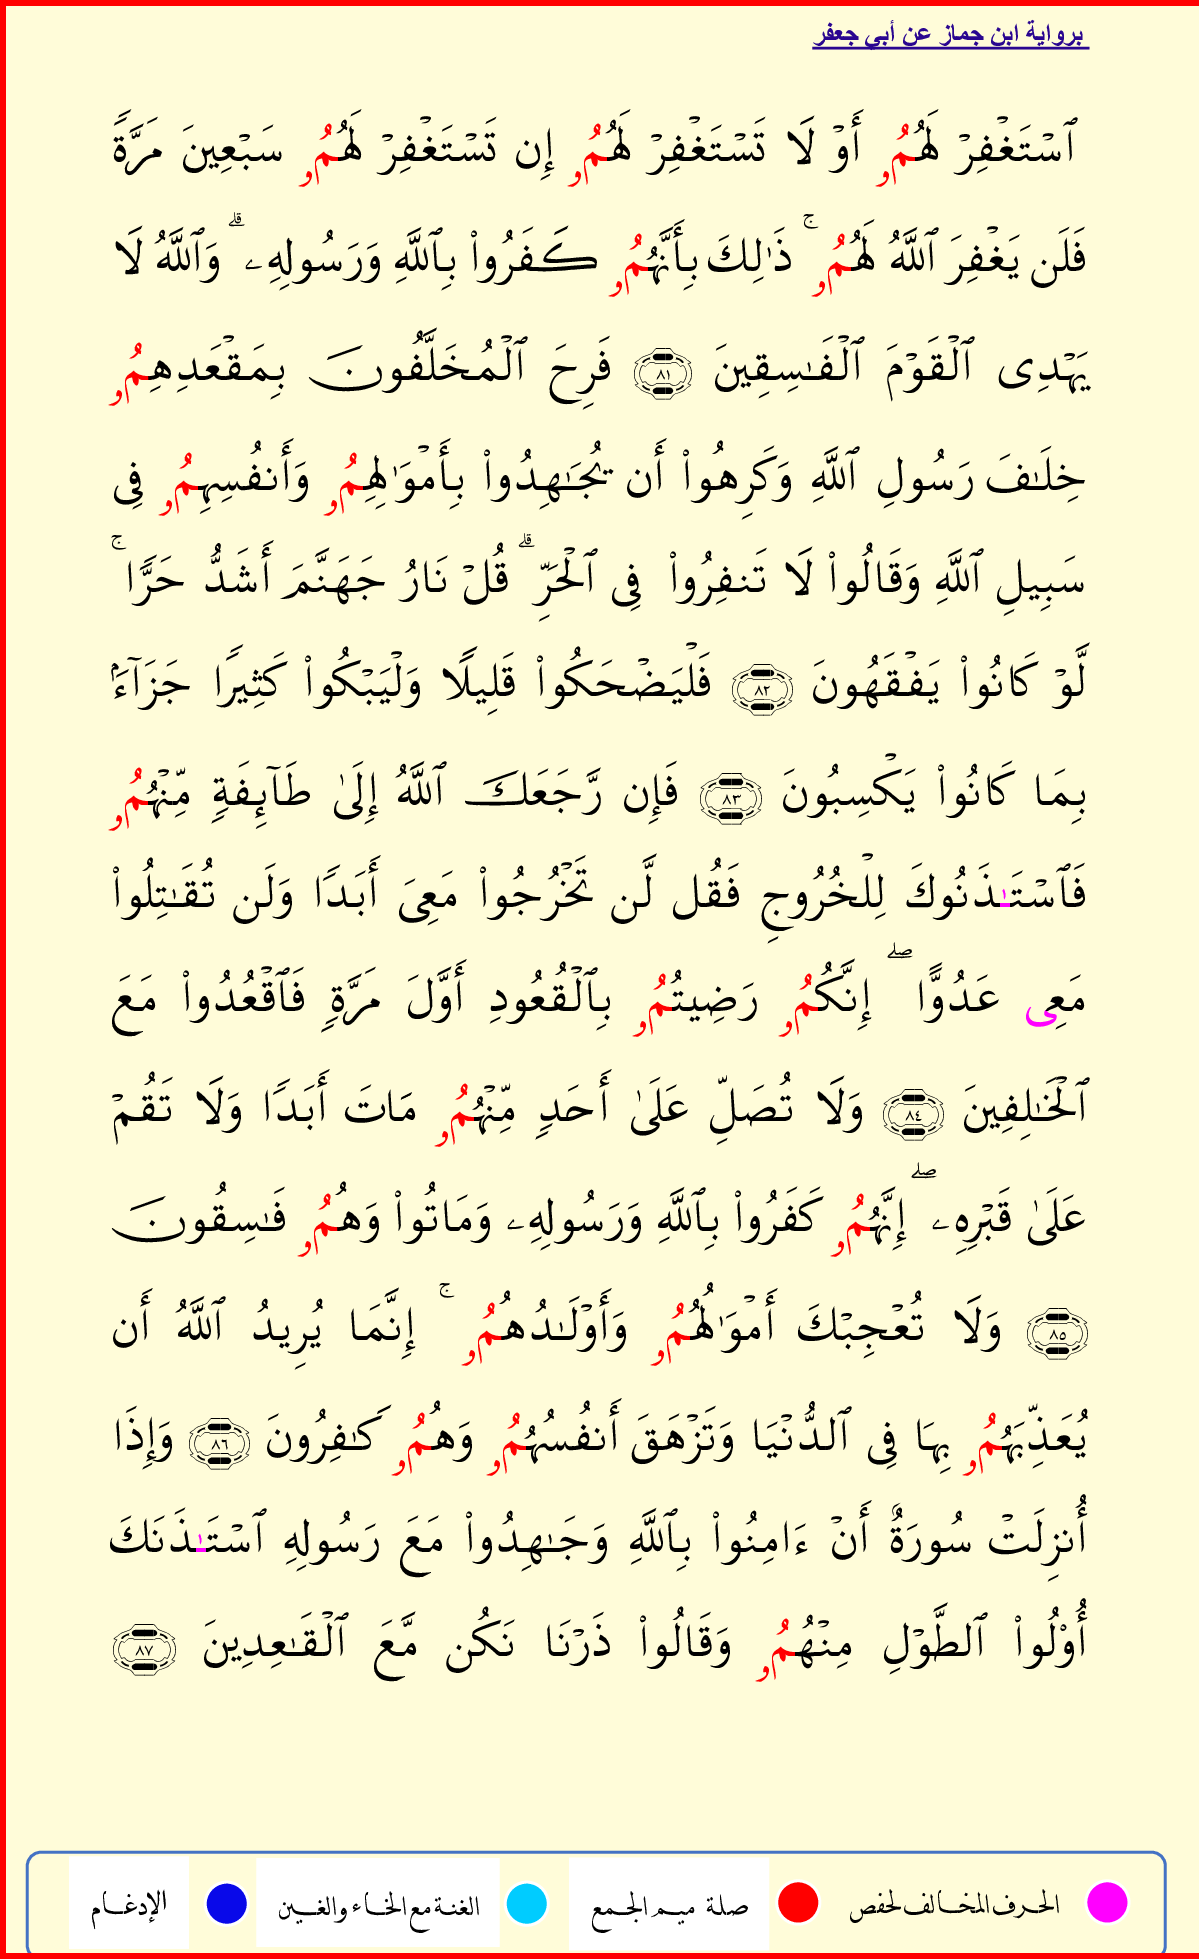 برواية ابن جماز عن أبي جعفر
ٱسۡتَغۡفِرۡ لَهُمُۥ أَوۡ لَا تَسۡتَغۡفِرۡ لَهُمُۥ إِن تَسۡتَغۡفِرۡ لَهُمُۥ سَبۡعِينَ مَرَّةً
فَلَن يَغۡفِرَ ٱللَّهُ لَهُمُۥۚ ذَٰلِكَ بِأَنَّهُمُۥ كَفَرُواْ بِٱللَّهِ وَرَسُولِهِۦۗ وَٱللَّهُ لَا
يَهۡدِى ٱلۡقَوۡمَ ٱلۡفَٰسِقِينَ ٨١ فَرِحَ ٱلۡمُخَلَّفُونَ بِمَقۡعَدِهِمُۥ
خِلَٰفَ رَسُولِ ٱللَّهِ وَكَرِهُواْ أَن يُجَٰهِدُواْ بِأَمۡوَٰلِهِمُۥ وَأَنفُسِهِمُۥ فِى
سَبِيلِ ٱللَّهِ وَقَالُواْ لَا تَنفِرُواْ فِى ٱلۡحَرِّۗ قُلۡ نَارُ جَهَنَّمَ أَشَدُّ حَرًّاۚ
لَّوۡ كَانُواْ يَفۡقَهُونَ ٨٢ فَلۡيَضۡحَكُواْ قَلِيلًا وَلۡيَبۡكُواْ كَثِيرًا جَزَآءَۢ
بِمَا كَانُواْ يَكۡسِبُونَ ٨٣ فَإِن رَّجَعَكَ ٱللَّهُ إِلَىٰ طَآئِفَةٍ مِّنۡهُمُۥ
فَٱسۡتَـٰذَنُوكَ لِلۡخُرُوجِ فَقُل لَّن تَخۡرُجُواْ مَعِىَ أَبَدًا وَلَن تُقَٰتِلُواْ
مَعِى عَدُوًّاۖ إِنَّكُمُۥ رَضِيتُمُۥ بِٱلۡقُعُودِ أَوَّلَ مَرَّةٍ فَٱقۡعُدُواْ مَعَ
ٱلۡخَٰلِفِينَ ٨٤ وَلَا تُصَلِّ عَلَىٰ أَحَدٍ مِّنۡهُمُۥ مَاتَ أَبَدًا وَلَا تَقُمۡ
عَلَىٰ قَبۡرِهِۦۖ إِنَّهُمُۥ كَفَرُواْ بِٱللَّهِ وَرَسُولِهِۦ وَمَاتُواْ وَهُمُۥ فَٰسِقُونَ
٨٥ وَلَا تُعۡجِبۡكَ أَمۡوَٰلُهُمُۥ وَأَوۡلَٰدُهُمُۥۚ إِنَّمَا يُرِيدُ ٱللَّهُ أَن
يُعَذِّبَهُمُۥ بِهَا فِى ٱلدُّنۡيَا وَتَزۡهَقَ أَنفُسُهُمُۥ وَهُمُۥ كَٰفِرُونَ ٨٦ وَإِذَا
أُنزِلَتۡ سُورَةٌ أَنۡ ءَامِنُواْ بِٱللَّهِ وَجَٰهِدُواْ مَعَ رَسُولِهِ ٱسۡتَـٰذَنَكَ
أُوْلُواْ ٱلطَّوۡلِ مِنۡهُمُۥ وَقَالُواْ ذَرۡنَا نَكُن مَّعَ ٱلۡقَٰعِدِينَ ٨٧
الحرف المخالف لحفص صلة ميم الجمع الغنة مع الخاء والغين الإدغام